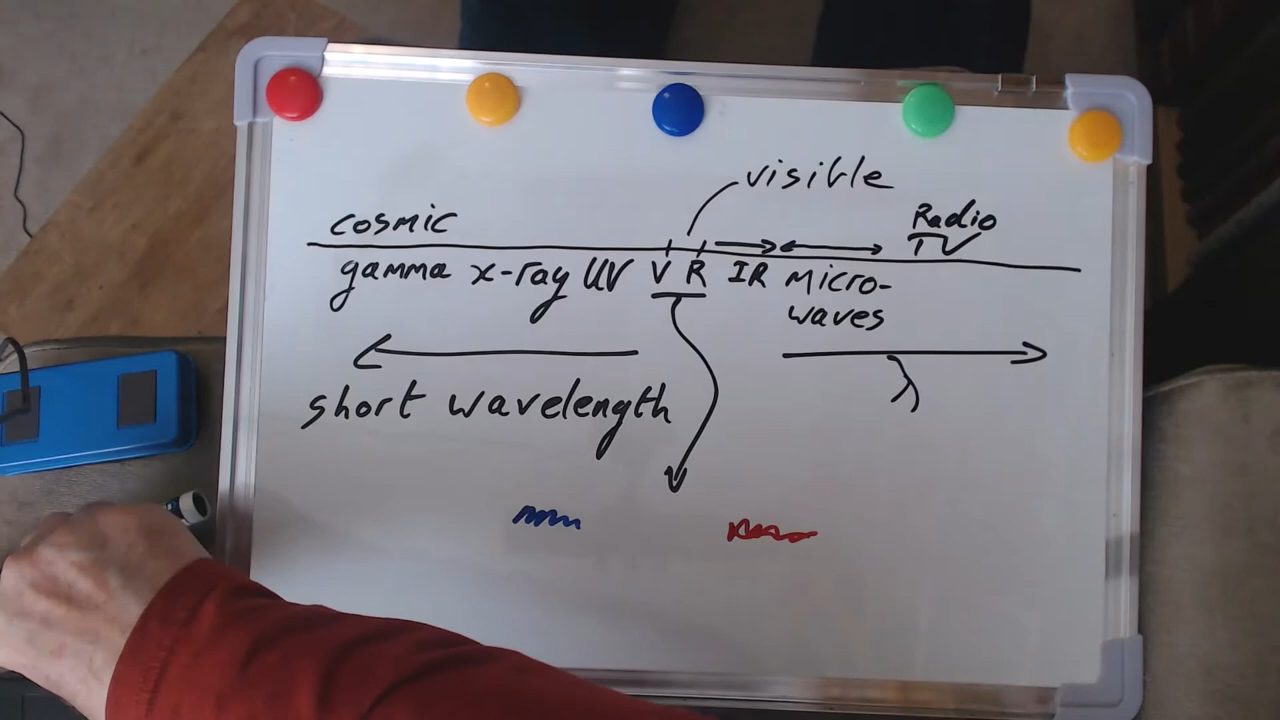 visible
cosmic
Radio
TV
gamma x-ray UV V R IR micro-
waves
short wavelength
λ